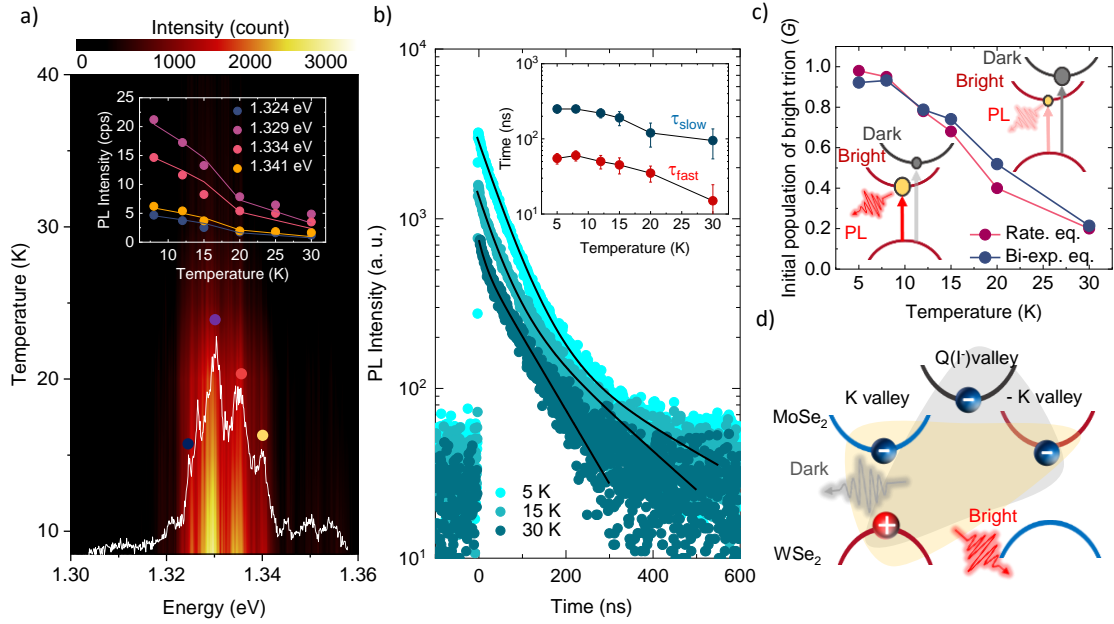 a)
Intensity (count)
0 1000 2000 3000
40
30
20
10
Temperature (K)
1.30 1.32 1.34 1.36
Energy (eV)
25
20
15
10
5
0
PL Intensity (cps)
10 15 20 25 30
Temperature (K)
1.324 eV
1.329 eV
1.334 eV
1.341 eV
b)
10⁴
10³
10²
10¹
PL Intensity (a. u.)
0 200 400 600
Time (ns)
5 K
15 K
30 K
10³
10²
Time (ns)
τslow
τfast
5 10 15 20 25 30
Temperature (K)
c)
Initial population of bright trion (G)
1.0
0.8
0.6
0.4
0.2
0.0
5 10 15 20 25 30
Temperature (K)
Dark
Bright
PL
Dark
Bright
PL
Rate. eq.
Bi-exp. eq.
d)
Q(I⁻)valley
K valley
- K valley
MoSe₂
Dark
Bright
WSe₂